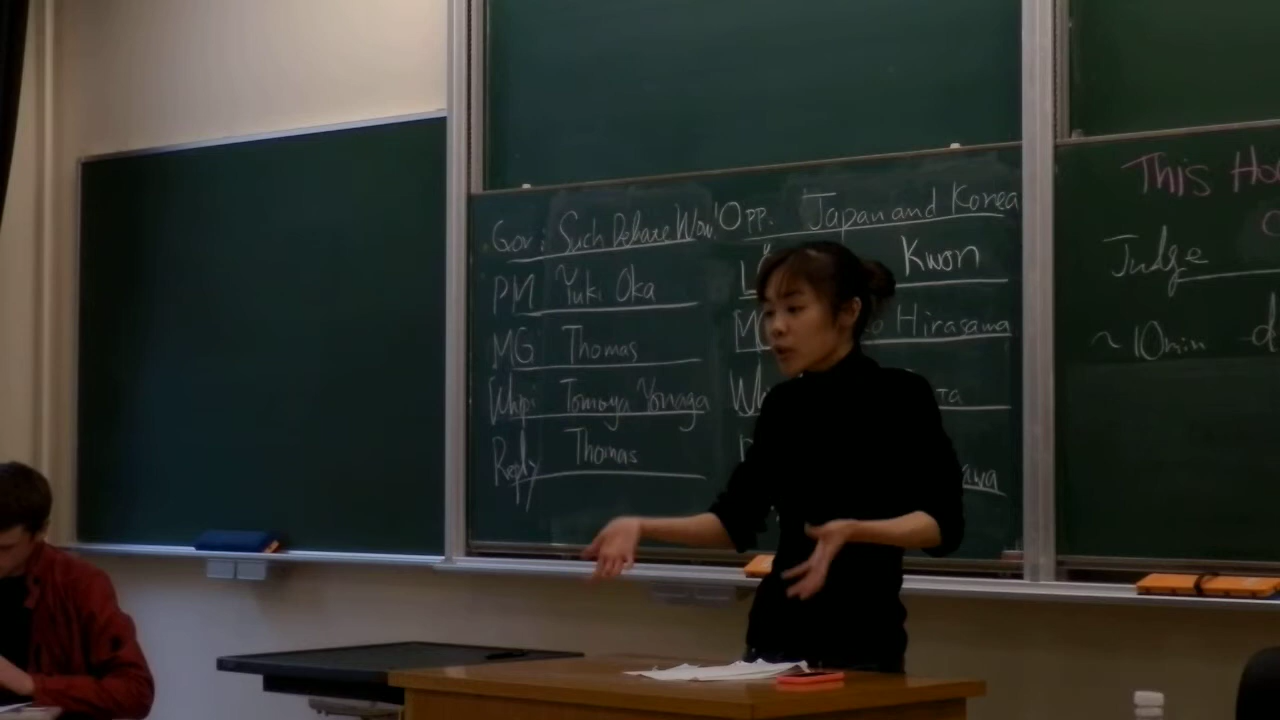 Gov: Such Debate Wow! Opp. Japan and Korea
PM Yuki Oka Kwon
MG Thomas Hirasawa
Whip: Tomoya Yonaga
Reply Thomas
This
Judge
~10min